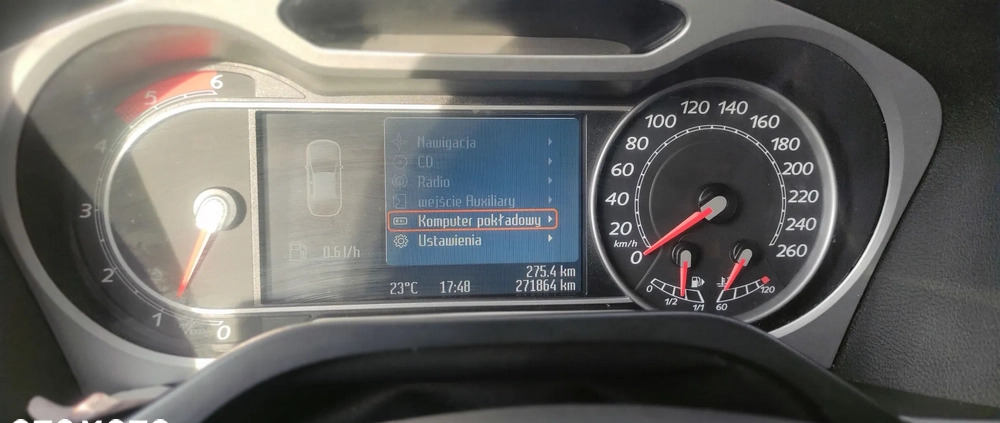 6
5
4
3
2
1
0
Nawigacja
CD
Radio
wejście Auxiliary
Komputer pokładowy
Ustawienia
0.6l/h
275.4 km
23°C 17:48 271864 km
0
20
40
60
80
100
120
140
160
180
200
220
240
260
km/h
0 1/2 1/1
60 120
OTOMOTO